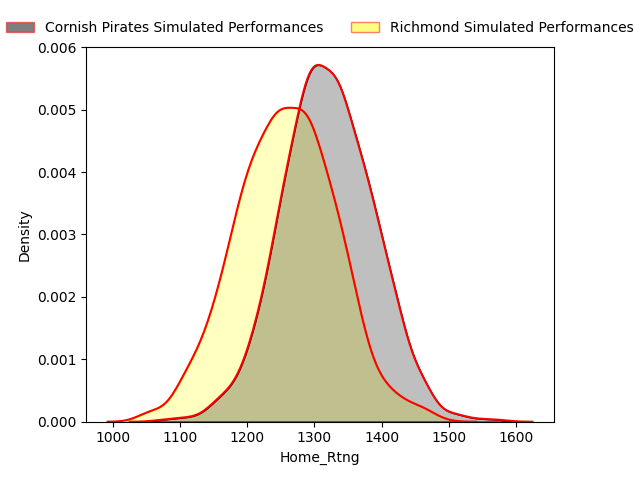 Cornish Pirates Simulated Performances Richmond Simulated Performances
0.006
0.005
0.004
0.003
0.002
0.001
0.000
Density
1000 1100 1200 1300 1400 1500 1600
Home_Rtng